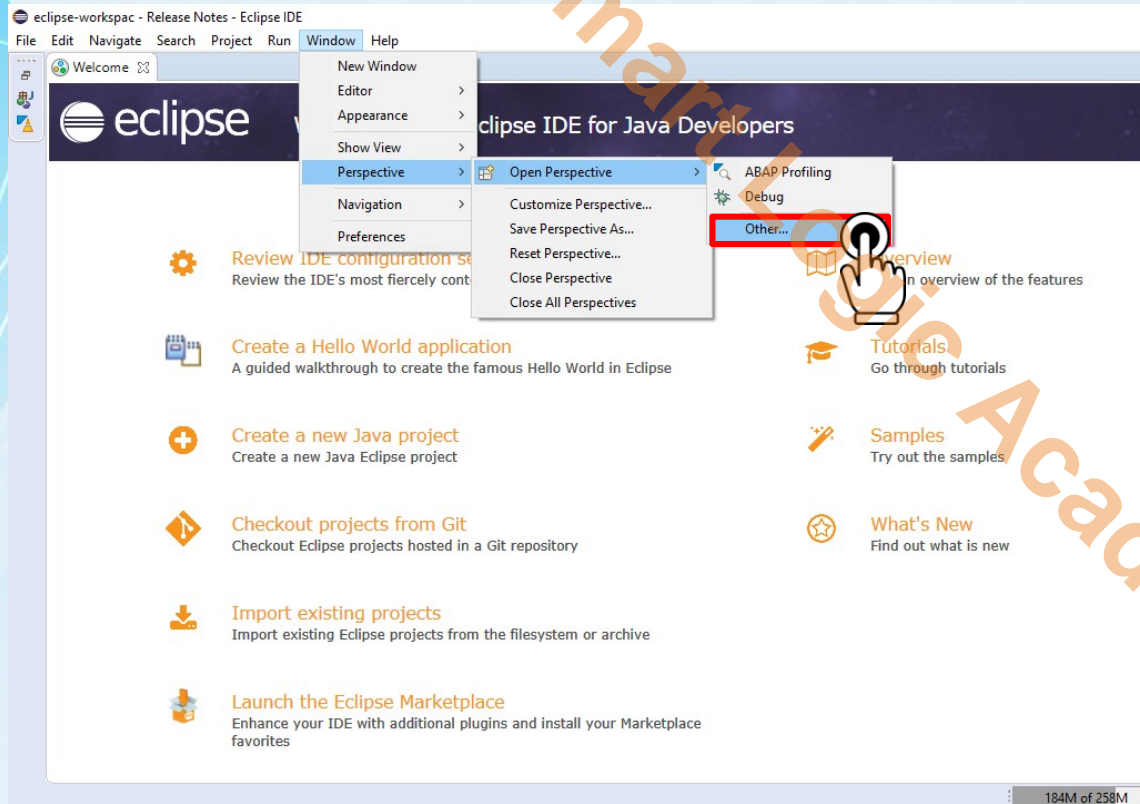 eclipse-workspac - Release Notes - Eclipse IDE
File Edit Navigate Search Project Run Window Help
Welcome
New Window
Editor
Appearance
Show View
Perspective
Navigation
Preferences
eclipse
clipse IDE for Java Developers
Open Perspective
Customize Perspective...
Save Perspective As...
Reset Perspective...
Close Perspective
Close All Perspectives
ABAP Profiling
Debug
Other...
Review IDE configuration se
Review the IDE's most fiercely cont
Create a Hello World application
A guided walkthrough to create the famous Hello World in Eclipse
Create a new Java project
Create a new Java Eclipse project
Checkout projects from Git
Checkout Eclipse projects hosted in a Git repository
Import existing projects
Import existing Eclipse projects from the filesystem or archive
Launch the Eclipse Marketplace
Enhance your IDE with additional plugins and install your Marketplace
favorites
verview
n overview of the features
Tutorials
Go through tutorials
Samples
Try out the samples
What's New
Find out what is new
184M of 258M
mart Logic Acad